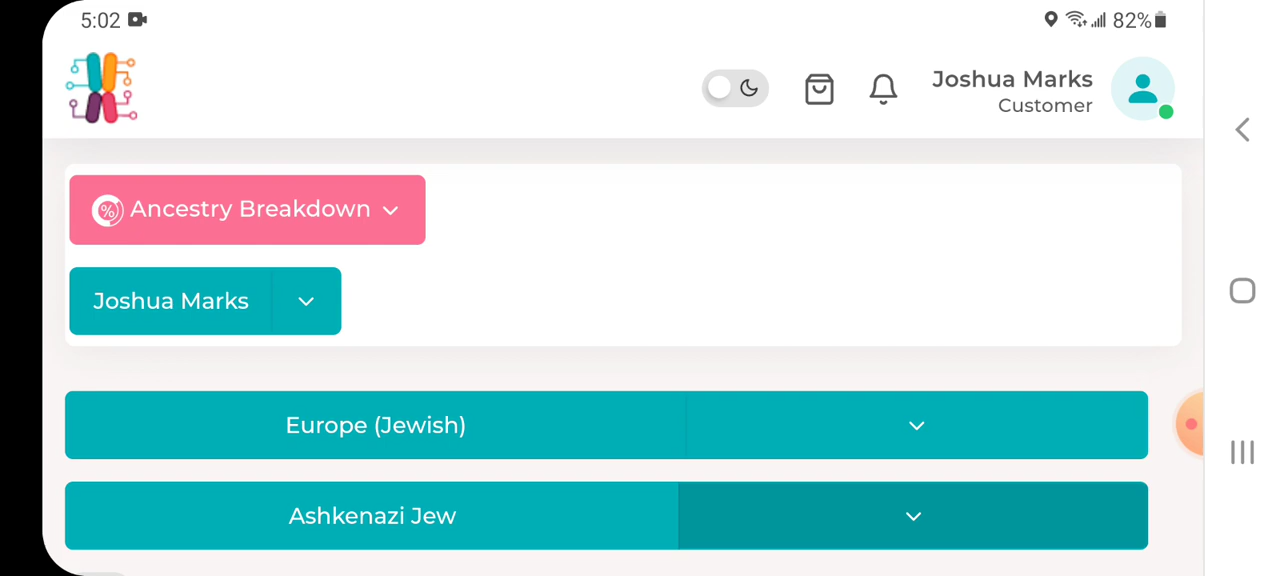 5:02 82%
Joshua Marks
Customer
% Ancestry Breakdown
Joshua Marks
Europe (Jewish)
Ashkenazi Jew